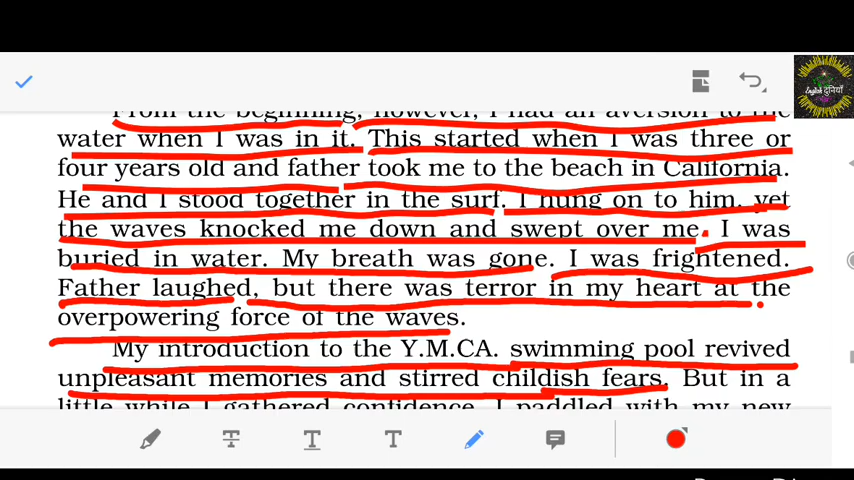 From the beginning, however, I had an aversion to the
water when I was in it. This started when I was three or
four years old and father took me to the beach in California.
He and I stood together in the surf. I hung on to him, yet
the waves knocked me down and swept over me. I was
buried in water. My breath was gone. I was frightened.
Father laughed, but there was terror in my heart at the
overpowering force of the waves.
My introduction to the Y.M.CA. swimming pool revived
unpleasant memories and stirred childish fears. But in a
little while I gathered confidence. I paddled with my new
English दुनियाँ